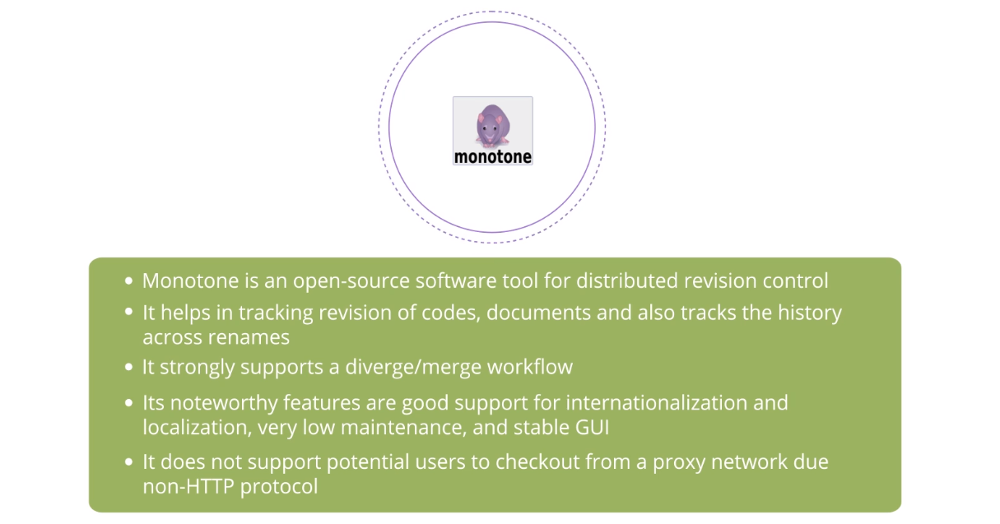 monotone
• Monotone is an open-source software tool for distributed revision control
• It helps in tracking revision of codes, documents and also tracks the history
across renames
• It strongly supports a diverge/merge workflow
• Its noteworthy features are good support for internationalization and
localization, very low maintenance, and stable GUI
• It does not support potential users to checkout from a proxy network due
non-HTTP protocol